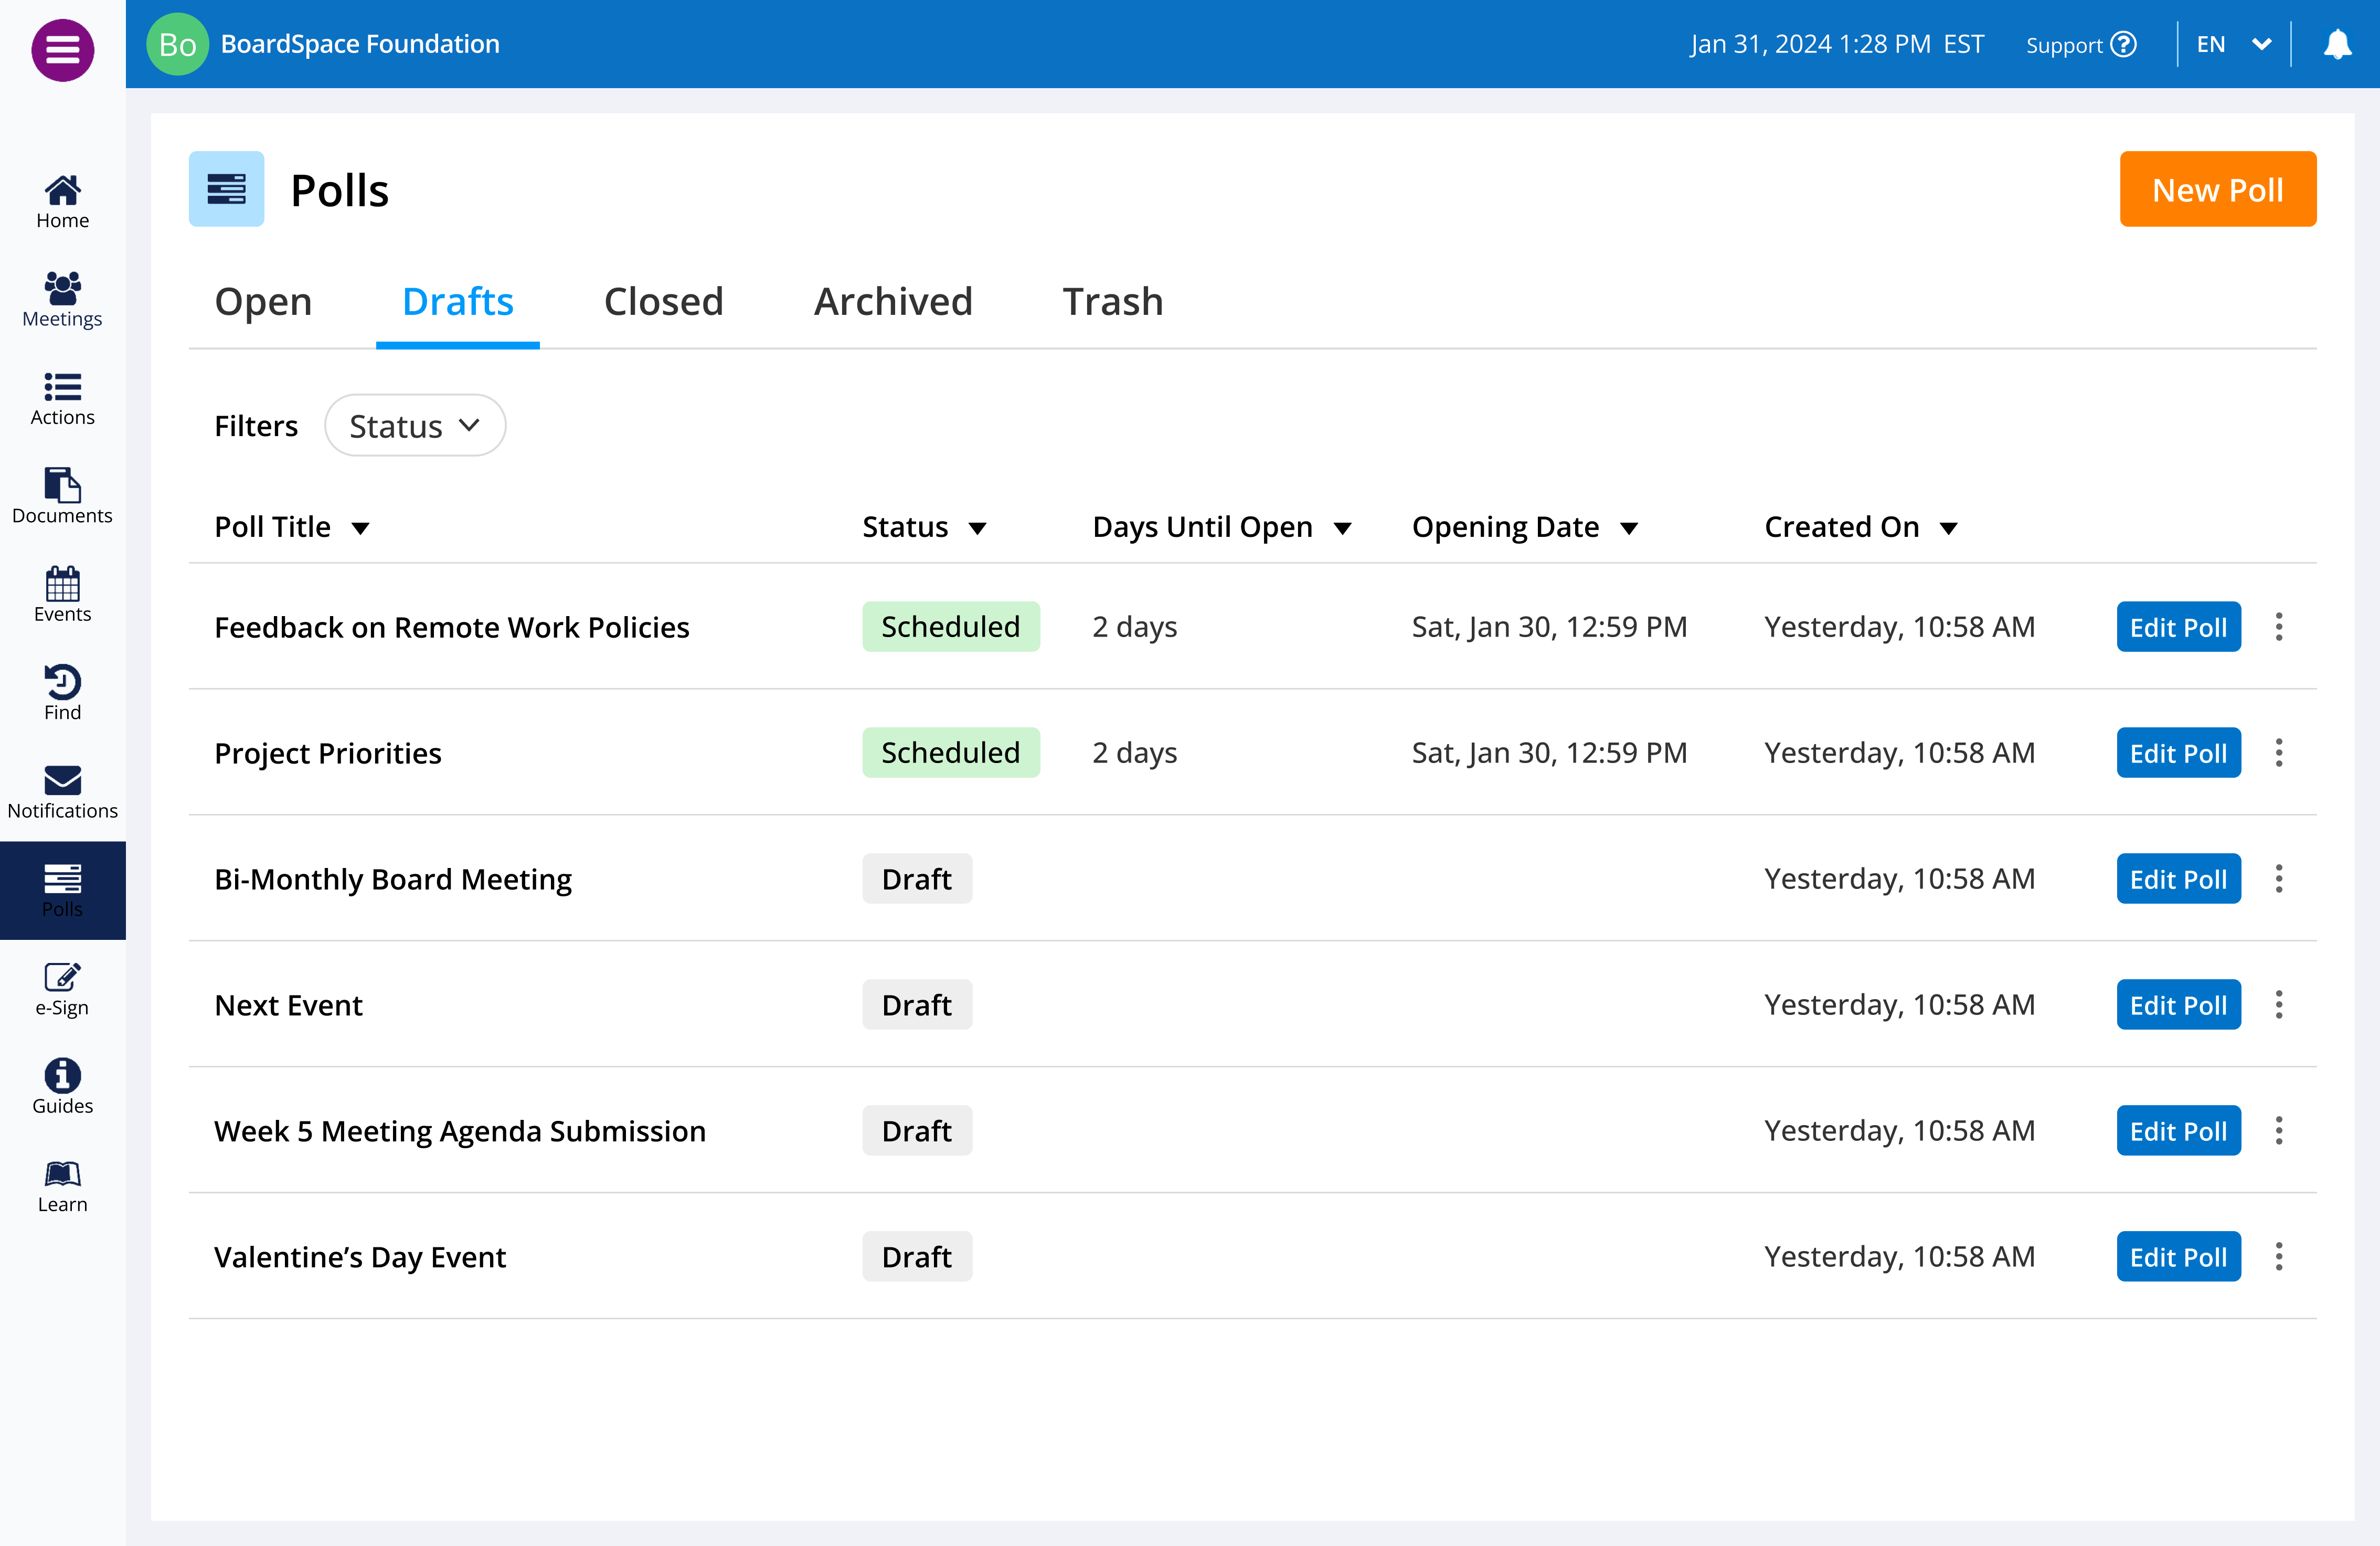 Bo BoardSpace Foundation Jan 31, 2024 1:28 PM EST Support ? EN
Home
Meetings
Actions
Documents
Events
Find
Notifications
Polls
e-Sign
Guides
Learn
Polls New Poll
Open Drafts Closed Archived Trash
Filters Status
Poll Title Status Days Until Open Opening Date Created On
Feedback on Remote Work Policies Scheduled 2 days Sat, Jan 30, 12:59 PM Yesterday, 10:58 AM Edit Poll
Project Priorities Scheduled 2 days Sat, Jan 30, 12:59 PM Yesterday, 10:58 AM Edit Poll
Bi-Monthly Board Meeting Draft Yesterday, 10:58 AM Edit Poll
Next Event Draft Yesterday, 10:58 AM Edit Poll
Week 5 Meeting Agenda Submission Draft Yesterday, 10:58 AM Edit Poll
Valentine’s Day Event Draft Yesterday, 10:58 AM Edit Poll